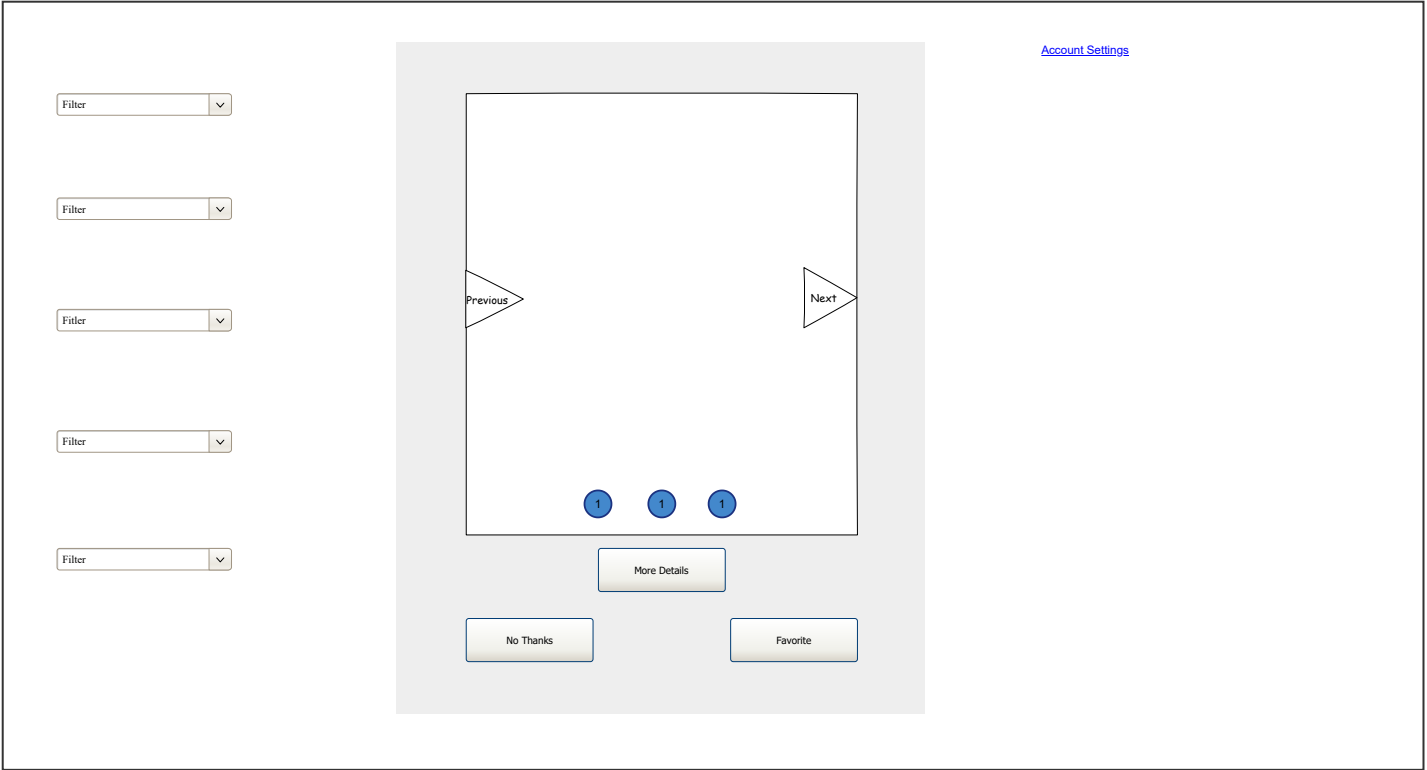 Account Settings
Filter
Filter
Fitler
Filter
Filter
Previous
Next
1
1
1
More Details
No Thanks
Favorite